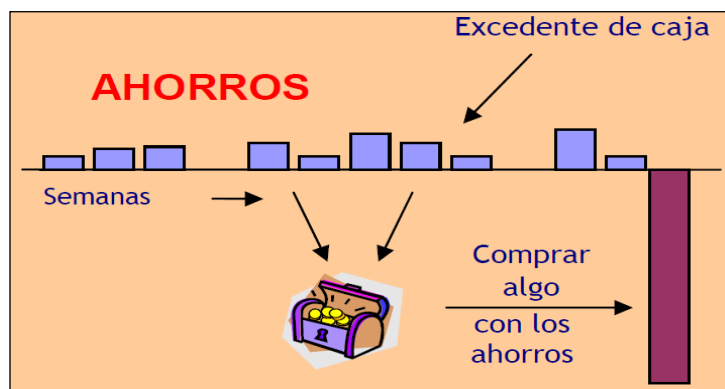 Excedente de caja
AHORROS
Semanas
Comprar
algo
con los
ahorros